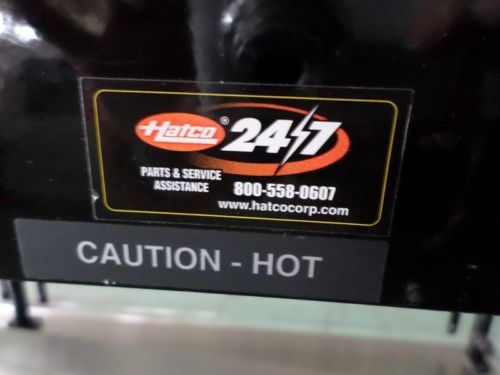 Hatco® 24/7
PARTS & SERVICE
ASSISTANCE 800-558-0607
www.hatcocorp.com
CAUTION - HOT